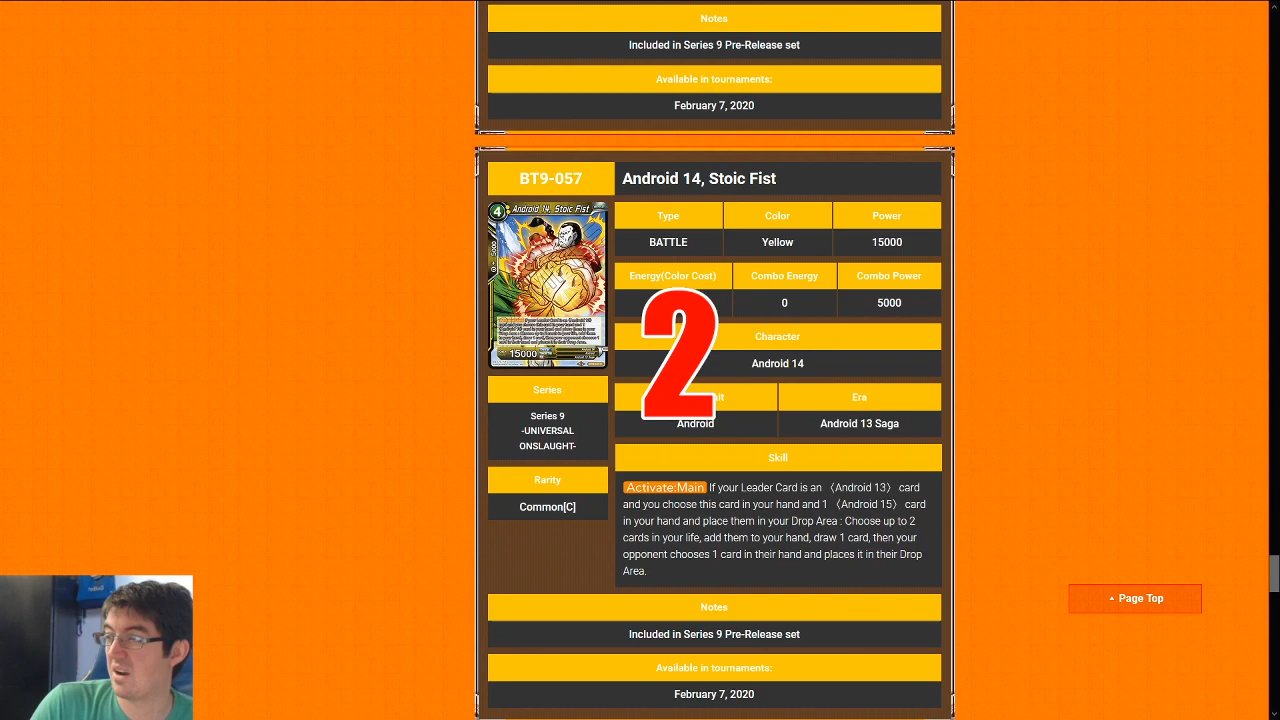 Notes
Included in Series 9 Pre-Release set
Available in tournaments:
February 7, 2020
BT9-057
Android 14, Stoic Fist
4
Android 14, Stoic Fist
5000
15000
Type
Color
Power
BATTLE
Yellow
15000
Energy(Color Cost)
Combo Energy
Combo Power
0
5000
2
Character
Android 14
Era
Android
Android 13 Saga
Series
Series 9
-UNIVERSAL
ONSLAUGHT-
Rarity
Common[C]
Skill
Activate:Main If your Leader Card is an 〈Android 13〉 card
and you choose this card in your hand and 1 〈Android 15〉 card
in your hand and place them in your Drop Area : Choose up to 2
cards in your life, add them to your hand, draw 1 card, then your
opponent chooses 1 card in their hand and places it in their Drop
Area.
Notes
Included in Series 9 Pre-Release set
Available in tournaments:
February 7, 2020
Page Top